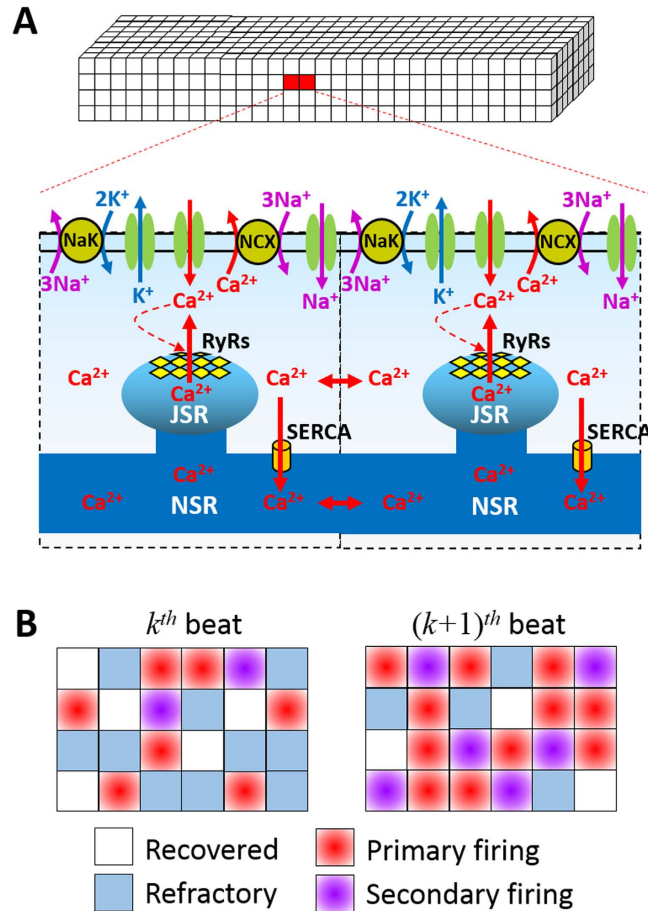 A
2K⁺ 3Na⁺ 2K⁺ 3Na⁺
NaK NCX NaK NCX
3Na⁺ K⁺ Ca²⁺ Ca²⁺ Na⁺ 3Na⁺ K⁺ Ca²⁺ Ca²⁺ Na⁺
RyRs RyRs
Ca²⁺ Ca²⁺ Ca²⁺ Ca²⁺ Ca²⁺ Ca²⁺
JSR JSR
SERCA SERCA
Ca²⁺ Ca²⁺
Ca²⁺ NSR Ca²⁺ Ca²⁺ NSR Ca²⁺
B
kᵗʰ beat (k+1)ᵗʰ beat
Recovered Primary firing
Refractory Secondary firing